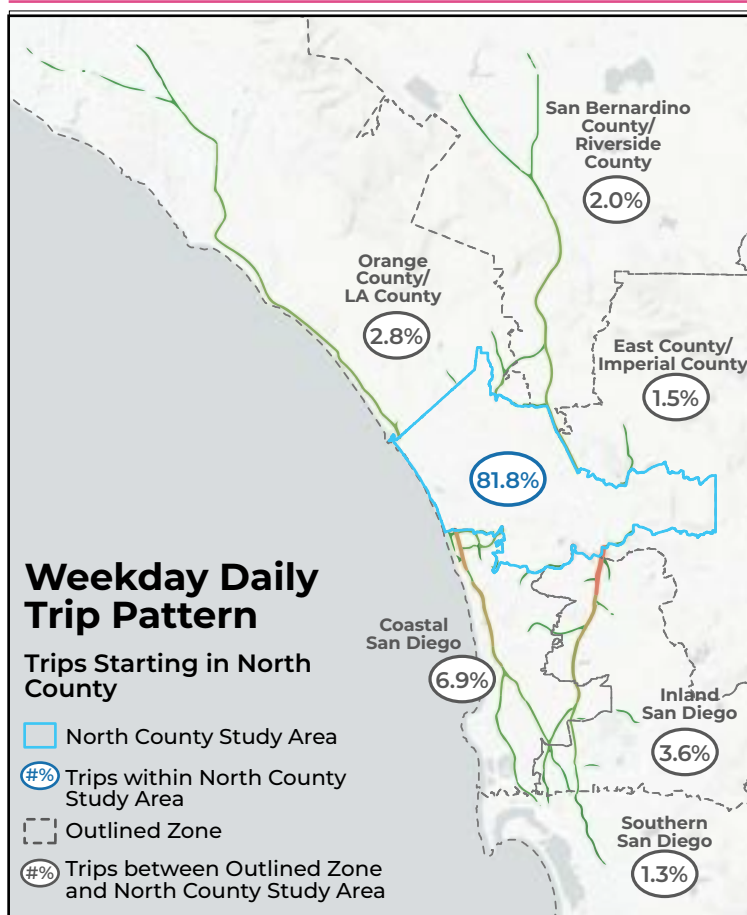 San Bernardino
County/
Riverside
County
2.0%
Orange
County/
LA County
2.8%
East County/
Imperial County
1.5%
81.8%
Weekday Daily
Trip Pattern
Trips Starting in North
County
North County Study Area
#% Trips within North County
Study Area
Outlined Zone
#% Trips between Outlined Zone
and North County Study Area
Coastal
San Diego
6.9%
Inland
San Diego
3.6%
Southern
San Diego
1.3%